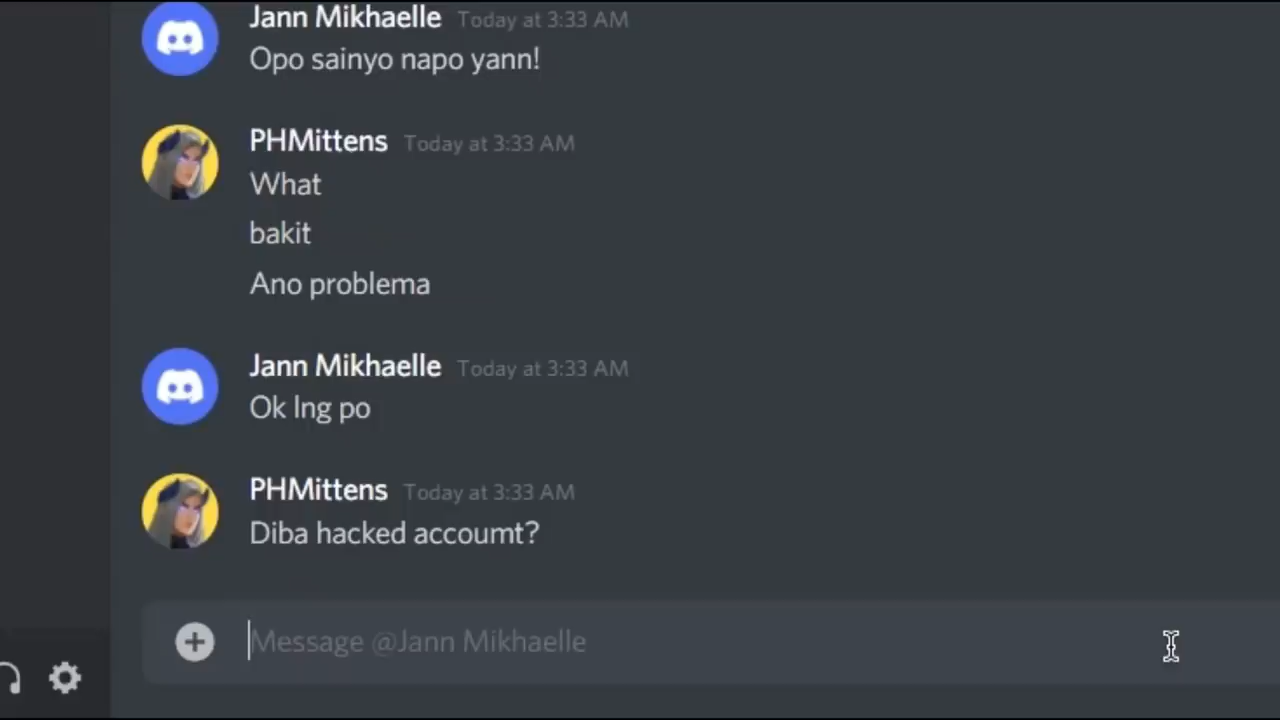 Jann Mikhaelle Today at 3:33 AM
Opo sainyo napo yann!
PHMittens Today at 3:33 AM
What
bakit
Ano problema
Jann Mikhaelle Today at 3:33 AM
Ok lng po
PHMittens Today at 3:33 AM
Diba hacked accoumt?
Message @Jann Mikhaelle